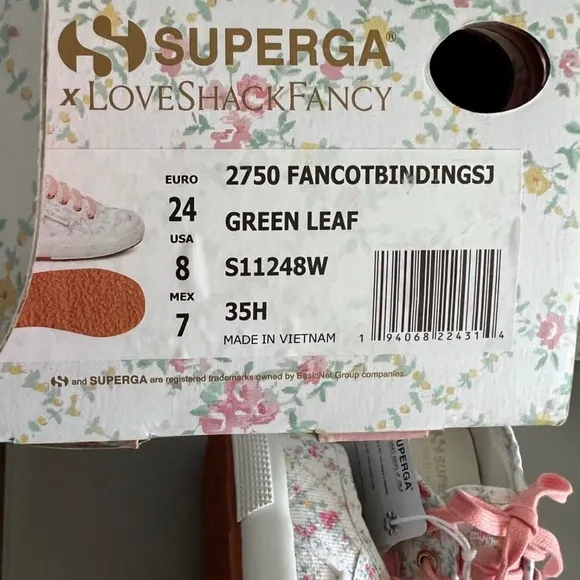 SUPERGA®
x LOVESHACKFANCY
EURO
24
USA
8
MEX
7
2750 FANCOTBINDINGSJ
GREEN LEAF
S11248W
35H
MADE IN VIETNAM
1 94068 22431 4
and SUPERGA are registered trademarks owned by BasicNet Group companies.
SUPERGA